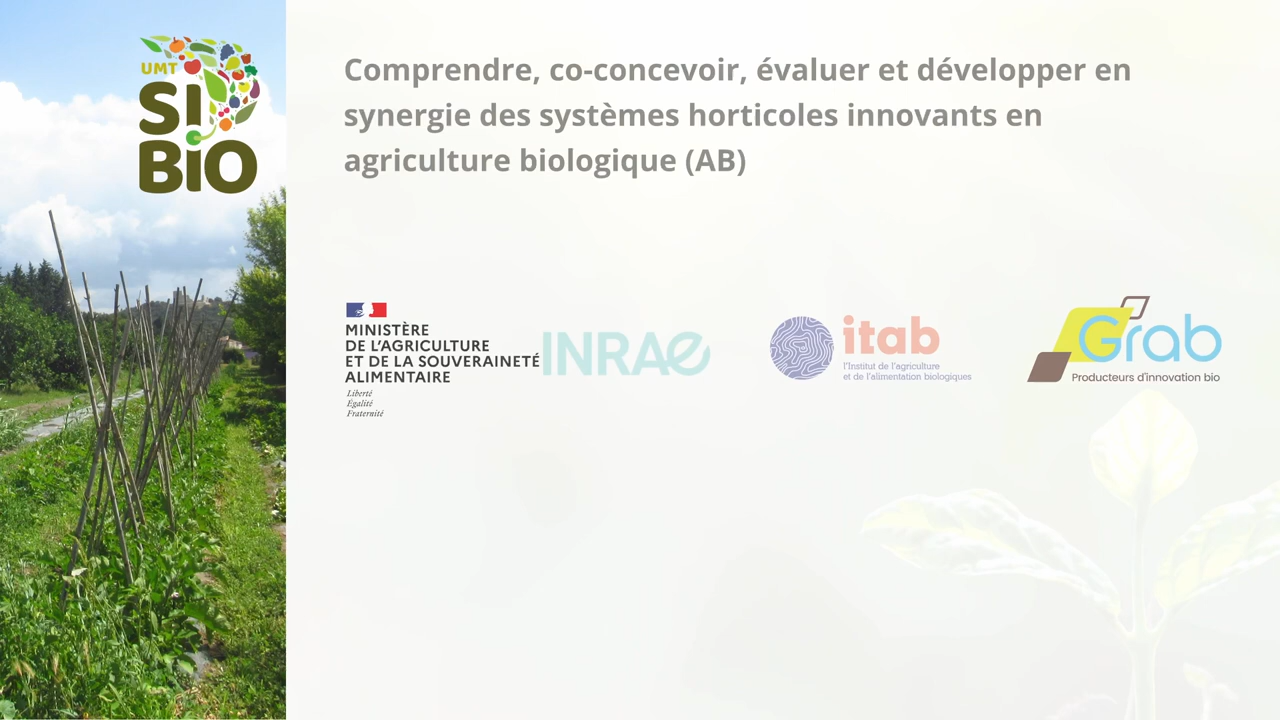 UMT
SI
BIO
Comprendre, co-concevoir, évaluer et développer en
synergie des systèmes horticoles innovants en
agriculture biologique (AB)
MINISTÈRE
DE L'AGRICULTURE
ET DE LA SOUVERAINETÉ
ALIMENTAIRE
Liberté
Égalité
Fraternité
INRAE
itab
l'Institut de l'agriculture
et de l'alimentation biologiques
Grab
Producteurs d'innovation bio